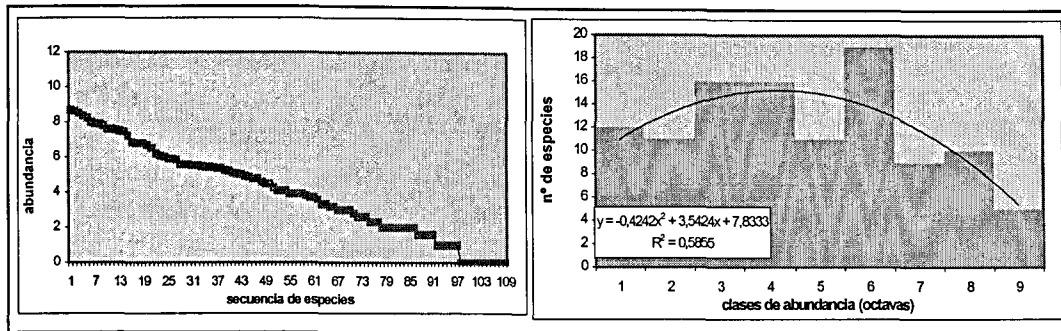 12
10
8
6
4
2
0
abundancia
1 7 13 19 25 31 37 43 49 55 61 67 73 79 85 91 97 103 109
secuencia de especies
20
18
16
14
12
10
8
6
4
2
0
nº de especies
y = -0,4242x² + 3,5424x + 7,8333
R² = 0,5855
1 2 3 4 5 6 7 8 9
clases de abundancia (octavas)